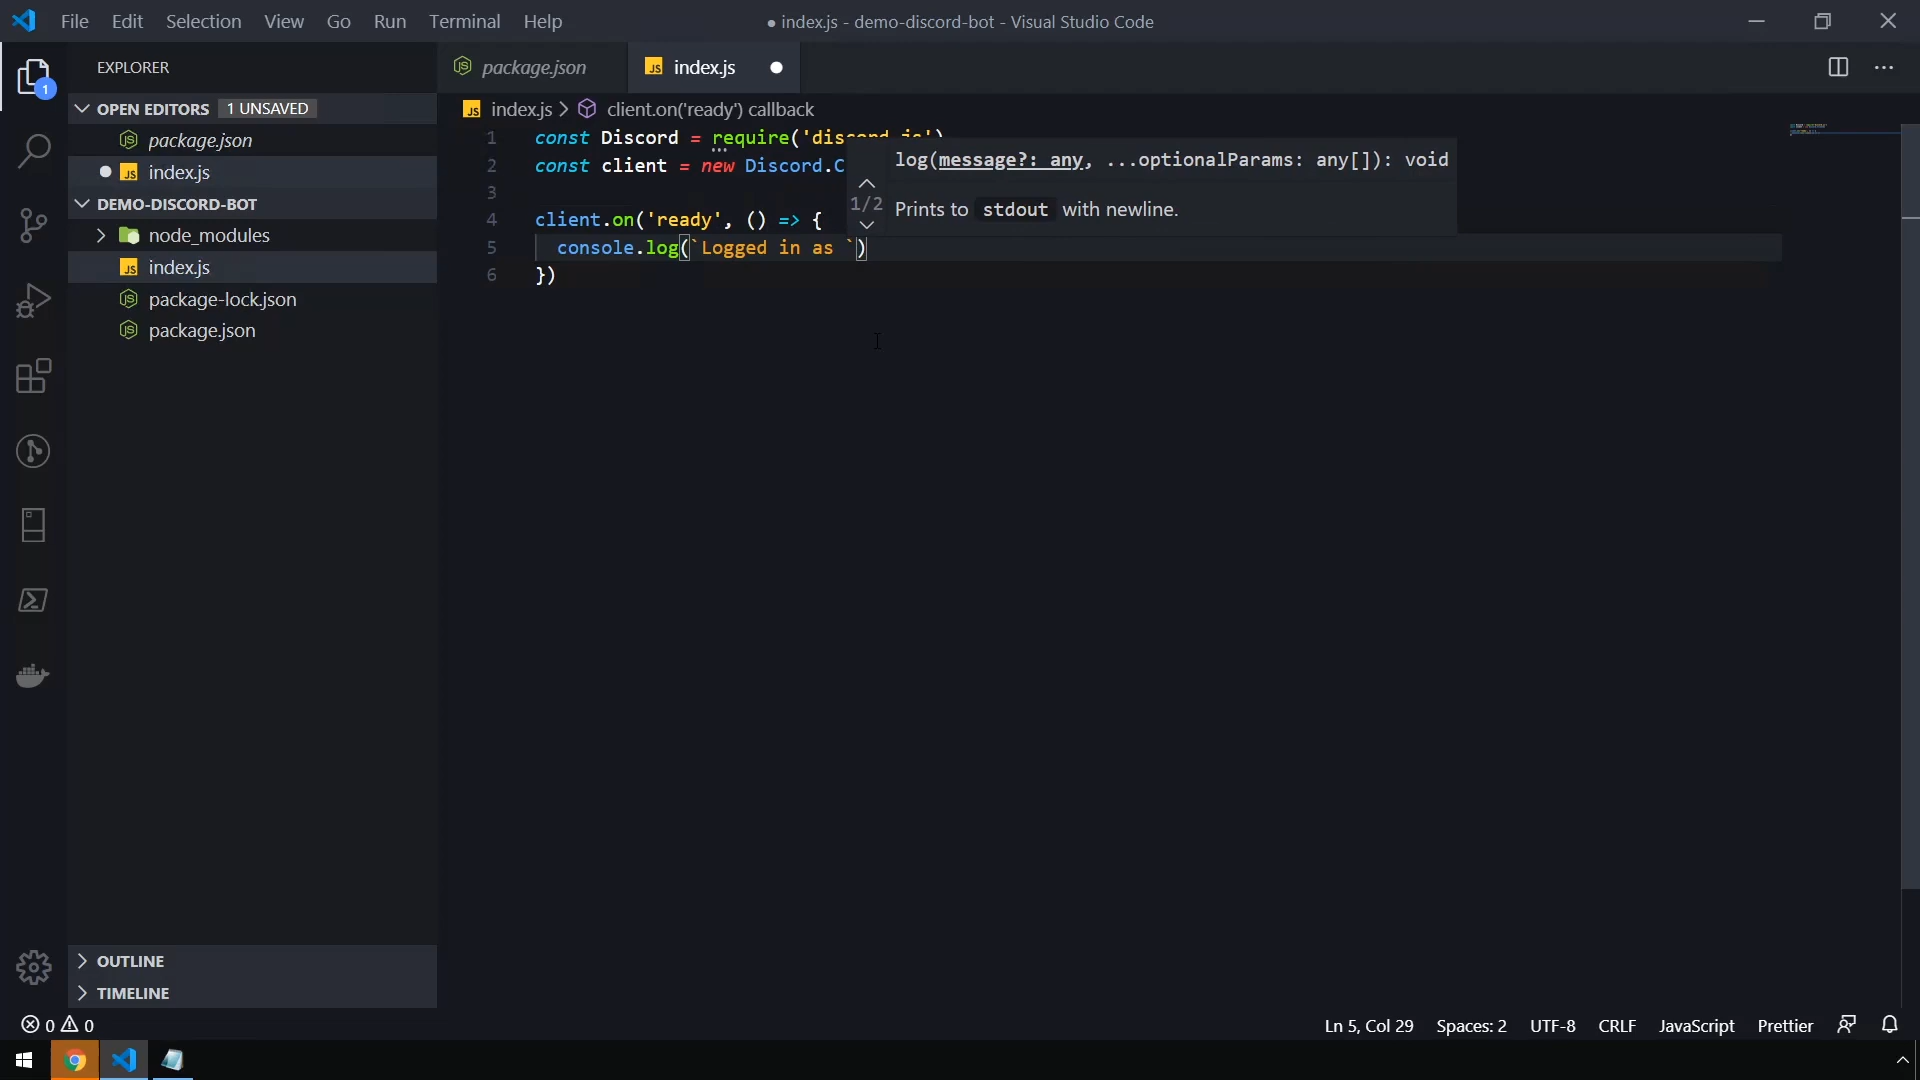 File Edit Selection View Go Run Terminal Help
● index.js - demo-discord-bot - Visual Studio Code
EXPLORER
OPEN EDITORS 1 UNSAVED
package.json
JS index.js
DEMO-DISCORD-BOT
node_modules
JS index.js
package-lock.json
package.json
OUTLINE
TIMELINE
1
package.json
JS index.js
JS index.js > client.on('ready') callback
1 const Discord = require('discord.js')
2 const client = new Discord.C
3
4 client.on('ready', () => {
5 console.log(`Logged in as `)
6 })
log(message?: any, ...optionalParams: any[]): void
1/2
Prints to stdout with newline.
0 0
Ln 5, Col 29 Spaces: 2 UTF-8 CRLF JavaScript Prettier